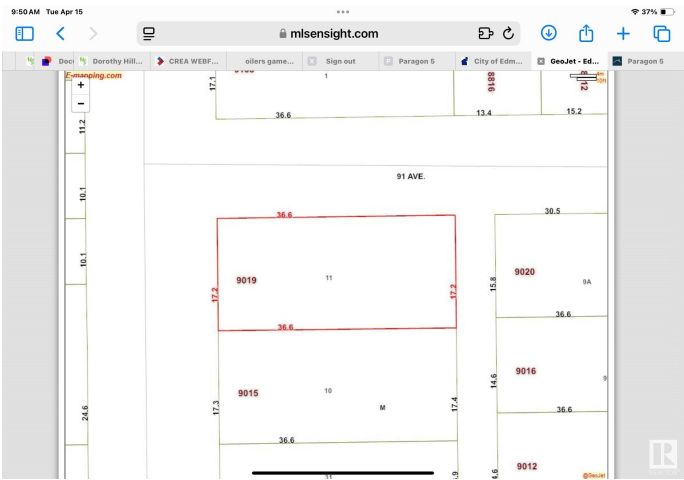 9:50 AM Tue Apr 15
37%
mlsensight.com
Dorothy Hill...
CREA WEBF...
oilers game...
Sign out
Paragon 5
City of Edm...
GeoJet - Ed...
Paragon 5
E-mapping.com
+
−
17.1
1
8816
36.6
13.4
15.2
11.2
91 AVE.
10.1
36.6
30.5
10.1
9019
11
17.2
17.2
15.8
9020
9A
36.6
36.6
9016
9015
10
M
17.3
17.4
14.6
24.6
36.6
36.6
9012
@GeoJet